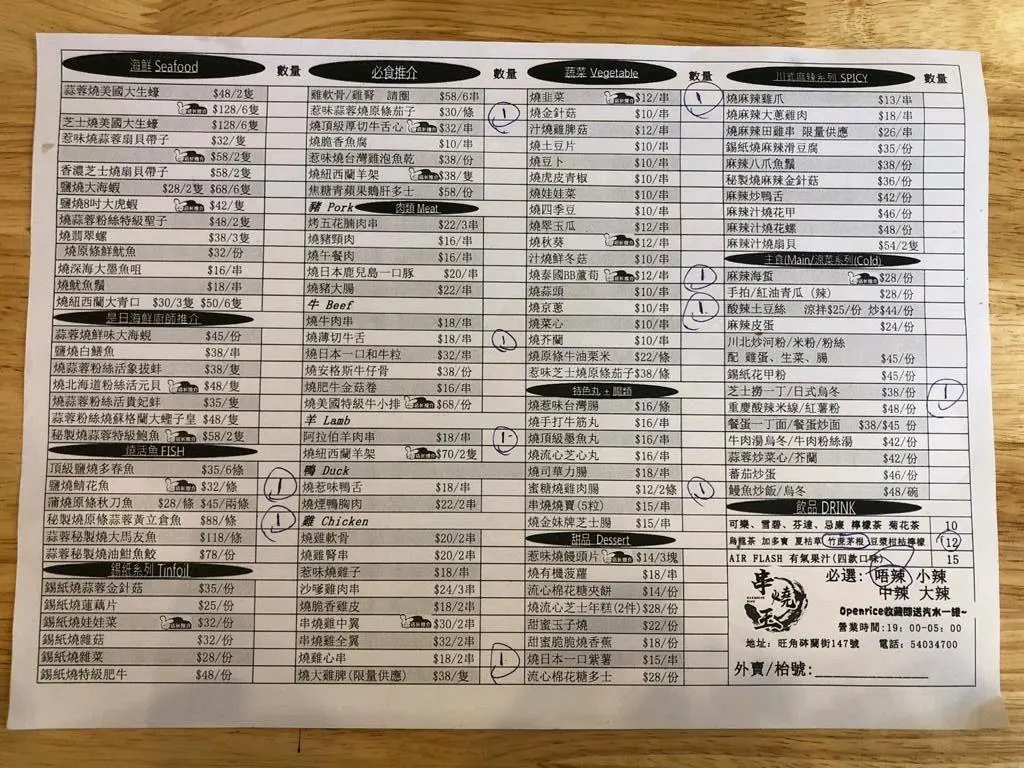 海鮮 Seafood 數量
蒜蓉燒美國大生蠔 $48/2隻
$128/6隻
芝士燒美國大生蠔 $128/6隻
惹味燒蒜蓉扇貝帶子 $32/隻
$58/2隻
香濃芝士燒扇貝帶子 $58/2隻
鹽燒大海蝦 $28/2隻 $68/6隻
鹽燒8吋大虎蝦 $42/隻
燒蒜蓉粉絲特級聖子 $48/2隻
燒翡翠螺 $38/3隻
燒原條鮮魷魚 $32/份
燒深海大墨魚咀 $16/串
燒魷魚鬚 $18/串
燒紐西蘭大青口 $30/3隻 $50/6隻
是日海鮮廚師推介
蒜蓉燒鮮味大海蜆 $45/份
鹽燒白鱔魚 $38/串
燒蒜蓉粉絲活象拔蚌 $38/隻
燒北海道粉絲活元貝 $48/隻
燒蒜蓉粉絲活貴妃蚌 $35/隻
蒜蓉粉絲燒蘇格蘭大蟶子皇 $48/隻
秘製燒蒜蓉特級鮑魚 $58/2隻
FISH
頂級鹽燒多春魚 $35/6條
鹽燒鯖花魚 $32/條 1
蒲燒原條秋刀魚 $28/條 $45/兩條
秘製燒原條蒜蓉黃立倉魚 $88/條 1
蒜蓉秘製燒大馬友魚 $118/條
蒜蓉秘製燒油魽魚鮫 $78/份
錫紙系列 Tinfoil
錫紙燒蒜蓉金針菇 $35/份
錫紙燒蓮藕片 $25/份
錫紙燒娃娃菜 $32/份
錫紙燒雜菇 $32/份
錫紙燒雜菜 $28/份
錫紙燒特級肥牛 $48/份
必食推介 數量
雞軟骨/雞腎 請圈 $58/6串
惹味蒜蓉燒原條茄子 $30/條 1
燒頂級厚切牛舌心 $32/串
燒脆香魚腐 $10/串
惹味燒台灣雞泡魚乾 $38/份
燒紐西蘭羊架 $38/隻
焦糖青蘋果鵝肝多士 $58/份
豬 Pork 肉類 Meat
烤五花腩肉串 $22/3串
燒豬頸肉 $16/串
燒午餐肉 $16/串
燒日本鹿兒島一口豚 $20/串
燒豬大腸 $22/串
牛 Beef
燒牛肉串 $18/串
燒薄切牛舌 $18/串 1
燒日本一口和牛粒 $32/串
燒安格斯牛仔骨 $38/份
燒肥牛金菇卷 $16/串
燒美國特級牛小排 $68/份
羊 Lamb
阿拉伯羊肉串 $18/串 1
燒紐西蘭羊架 $70/2隻
鴨 Duck
燒惹味鴨舌 $18/串
燒煙鴨胸肉 $22/2串
雞 Chicken
燒雞軟骨 $20/2串
燒雞腎串 $20/2串
惹味燒雞子 $18/串
沙嗲雞肉串 $24/3串
燒脆香雞皮 $18/2串
串燒雞中翼 $30/2串
串燒雞全翼 $32/2串
燒雞心串 $18/2串 1
燒大雞髀(限量供應) $38/隻
蔬菜 Vegetable 數量
燒韭菜 $12/串 1
燒金針菇 $10/串
汁燒雞脾菇 $12/串
燒土豆片 $10/串
燒豆卜 $10/串
燒虎皮青椒 $10/串
燒娃娃菜 $10/串
燒四季豆 $10/串
燒翠玉瓜 $10/串
燒秋葵 $12/串
汁燒鮮冬菇 $10/串
燒泰國BB蘆荀 $12/串 1
燒蒜頭 $10/串
燒京蔥 $10/串 1
燒菜心 $10/串
燒芥蘭 $10/串
燒原條牛油粟米 $22/條
惹味芝士燒原條茄子$38/條
特色丸 + 腸類
燒惹味台灣腸 $16/條
燒手打牛筋丸 $16/串
燒頂級墨魚丸 $16/串
燒流心芝心丸 $16/串
燒司華力腸 $18/串
蜜糖燒雞肉腸 $12/2條 1
串燒燒賣(5粒) $15/串
燒金妹牌芝士腸 $15/串
甜品 Dessert
惹味燒饅頭片 $14/3塊
燒有機菠蘿 $18/串
流心棉花糖夾餅 $14/份
燒流心芝士年糕(2件) $28/份
甜蜜玉子燒 $22/份
甜蜜脆脆燒香蕉 $18/份
燒日本一口紫薯 $15/串
流心棉花糖多士 $28/份
川式麻辣系列 SPICY 數量
燒麻辣雞爪 $13/串
燒麻辣大蔥雞肉 $18/串
燒麻辣田雞串 限量供應 $26/串
錫紙燒麻辣滑豆腐 $35/份
麻辣八爪魚鬚 $38/份
秘製燒麻辣金針菇 $36/份
麻辣炒鴨舌 $42/份
麻辣汁燒花甲 $46/份
麻辣汁燒花螺 $48/份
麻辣汁燒扇貝 $54/2隻
主食(Main/涼菜系列(Cold)
麻辣海蜇 $28/份
手拍/紅油青瓜 (辣) $28/份
酸辣土豆絲 涼拌$25/份 炒$44/份
麻辣皮蛋 $24/份
川北炒河粉/米粉/粉絲
配 雞蛋、生菜、腸 $45/份
錫紙花甲粉 $45/份
芝士撈一丁/日式烏冬 $38/份 1
重慶酸辣米線/紅薯粉 $48/份
餐蛋一丁面/餐蛋炒面 $38/$45 份
牛肉湯烏冬/牛肉粉絲湯 $42/份
蒜蓉炒菜心/芥蘭 $42/份
蕃茄炒蛋 $46/份
鰻魚炒飯/烏冬 $48/碗
飲品 DRINK
可樂、雪碧、芬達、忌廉 檸檬茶 菊花茶 10
烏龍茶 加多寶 夏枯草 竹蔗茅根 豆漿柑桔檸檬 12
AIR FLASH 有氣果汁(四款口味) 15
串燒王
必選: 唔辣 小辣
中辣 大辣
Openrice收藏即送汽水一罐~
營業時間:19:00-05:00
地址: 旺角砵蘭街147號 電話: 54034700
外賣/枱號: